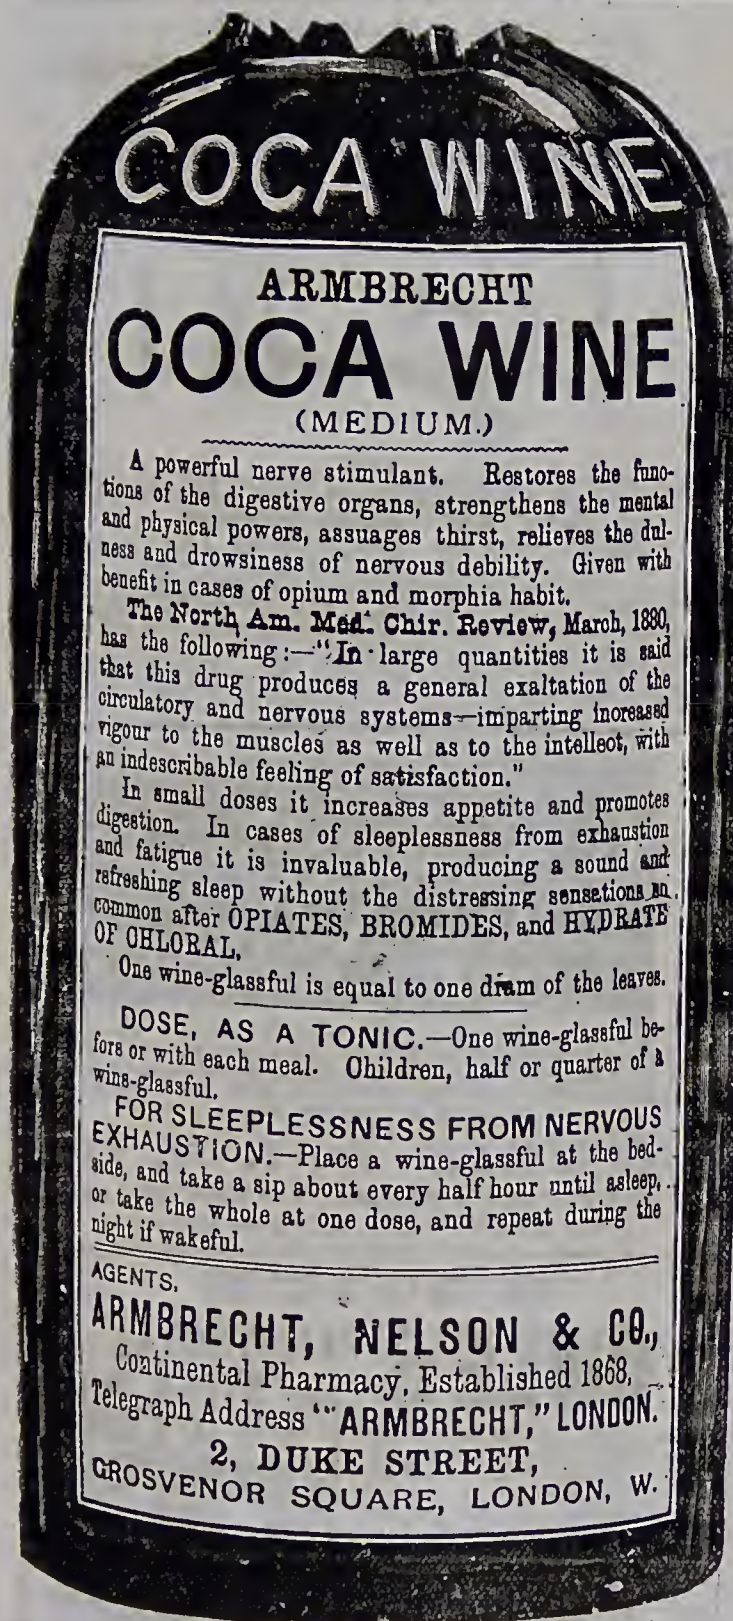 COCA WINE
ARMBRECHT
COCA WINE
(MEDIUM.)
A powerful nerve stimulant. Restores the func-
tions of the digestive organs, strengthens the mental
and physical powers, assuages thirst, relieves the dul-
ness and drowsiness of nervous debility. Given with
benefit in cases of opium and morphia habit.
The North Am. Med. Chir. Review, March, 1880,
has the following:—"In large quantities it is said
that this drug produces a general exaltation of the
circulatory and nervous systems—imparting increased
vigour to the muscles as well as to the intellect, with
an indescribable feeling of satisfaction."
In small doses it increases appetite and promotes
digestion. In cases of sleeplessness from exhaustion
and fatigue it is invaluable, producing a sound and
refreshing sleep without the distressing sensations so
common after OPIATES, BROMIDES, and HYDRATE
OF CHLORAL.
One wine-glassful is equal to one dram of the leaves.
DOSE, AS A TONIC.—One wine-glassful be-
fore or with each meal. Children, half or quarter of a
wine-glassful.
FOR SLEEPLESSNESS FROM NERVOUS
EXHAUSTION.—Place a wine-glassful at the bed-
side, and take a sip about every half hour until asleep,
or take the whole at one dose, and repeat during the
night if wakeful.
AGENTS,
ARMBRECHT, NELSON & CO.,
Continental Pharmacy, Established 1868,
Telegraph Address "ARMBRECHT," LONDON.
2, DUKE STREET,
GROSVENOR SQUARE, LONDON, W.